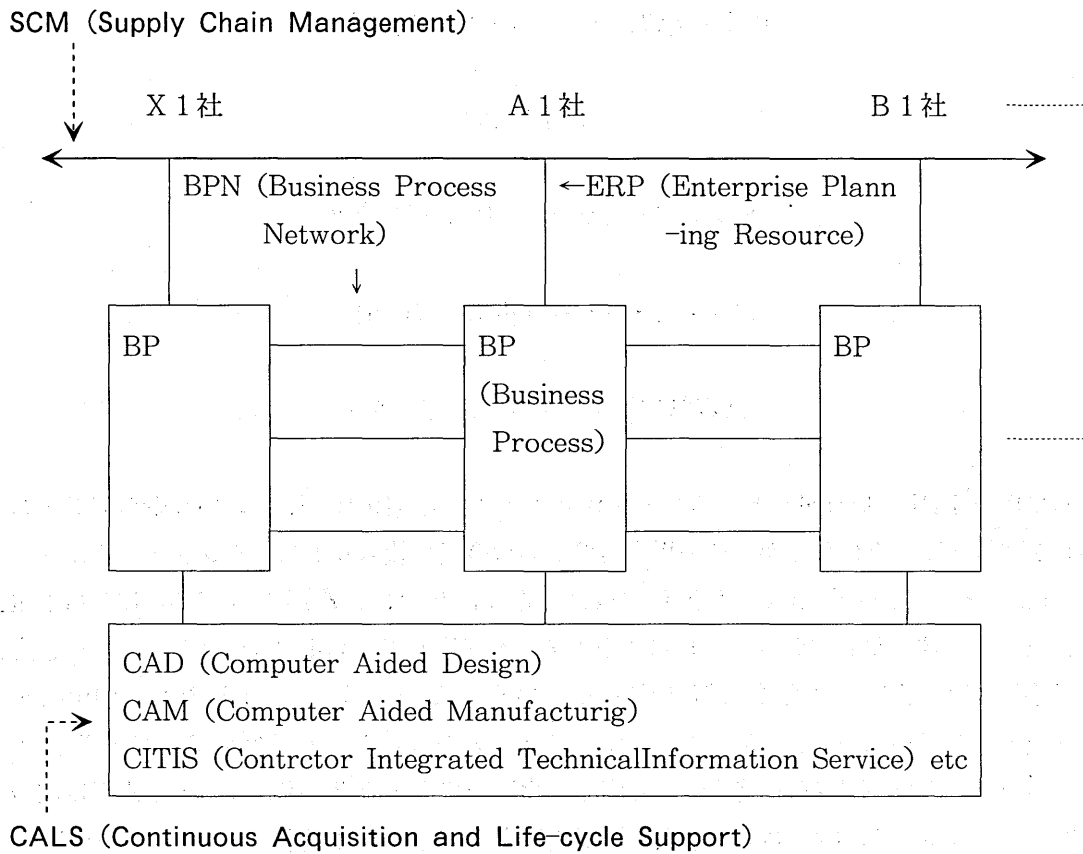 SCM (Supply Chain Management)
X 1 社
A 1 社
B 1 社
BPN (Business Process
Network)
↓
←ERP (Enterprise Plann
-ing Resource)
BP
BP
(Business
Process)
BP
CAD (Computer Aided Design)
CAM (Computer Aided Manufacturig)
CITIS (Contrctor Integrated TechnicalInformation Service) etc
CALS (Continuous Acquisition and Life-cycle Support)